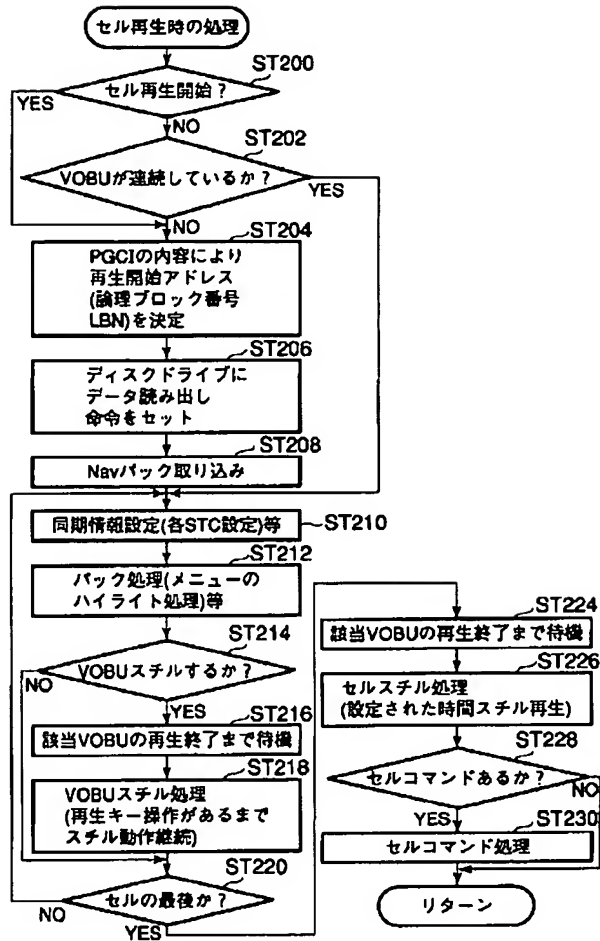 セル再生時の処理
ST200
セル再生開始？
YES
NO
ST202
VOBUが連続しているか？
YES
NO
ST204
PGCIの内容により
再生開始アドレス
(論理ブロック番号
LBN)を決定
ST206
ディスクドライブに
データ読み出し
命令をセット
ST208
Navパック取り込み
同期情報設定(各STC設定)等
ST210
ST212
パック処理(メニューの
ハイライト処理)等
ST214
VOBUスチルするか？
NO
YES
ST216
該当VOBUの再生終了まで待機
ST218
VOBUスチル処理
(再生キー操作があるまで
スチル動作継続)
ST220
セルの最後か？
NO
YES
ST224
該当VOBUの再生終了まで待機
ST226
セルスチル処理
(設定された時間スチル再生)
ST228
セルコマンドあるか？
NO
YES
ST230
セルコマンド処理
リターン